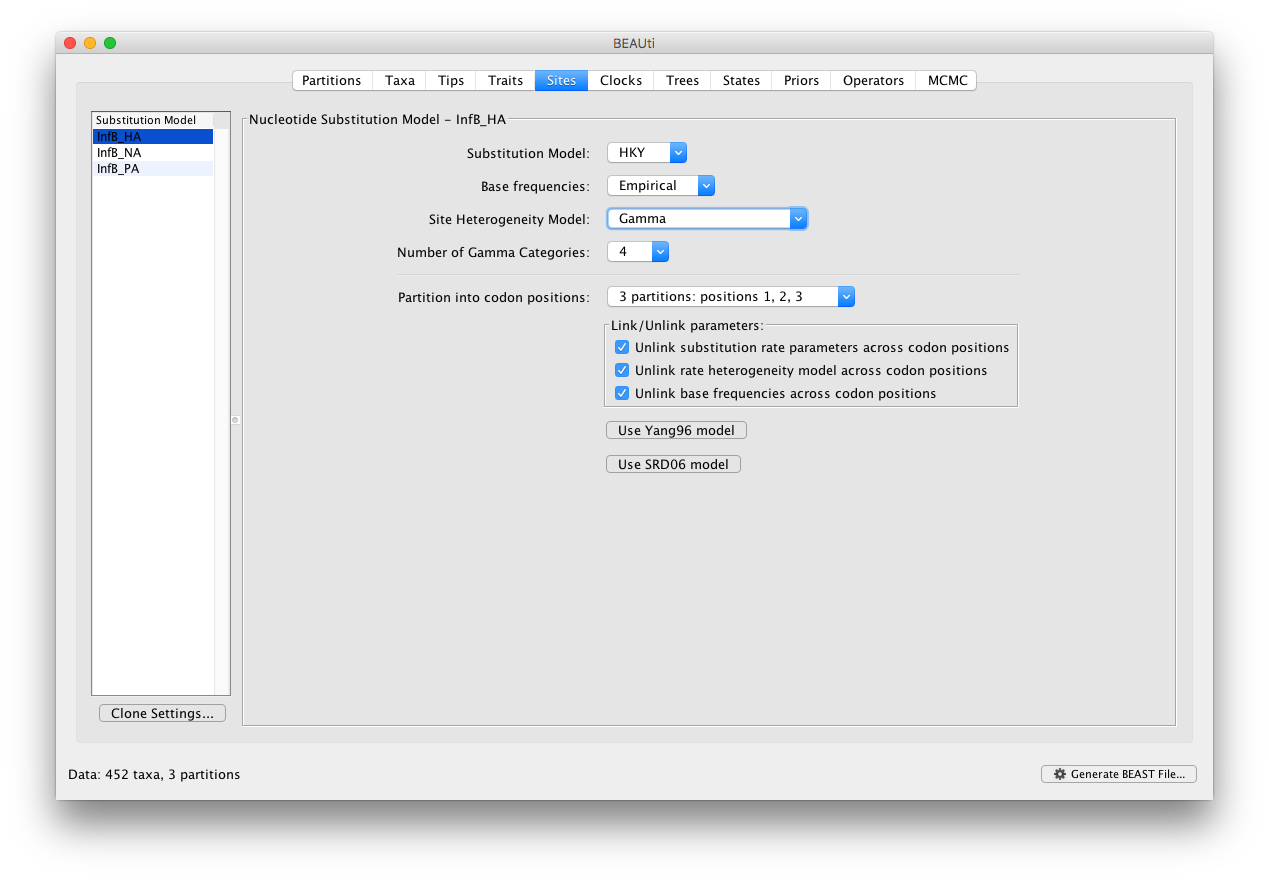 BEAUti
Partitions Taxa Tips Traits Sites Clocks Trees States Priors Operators MCMC
Substitution Model
InfB_HA
InfB_NA
InfB_PA
Clone Settings...
Nucleotide Substitution Model – InfB_HA
Substitution Model: HKY
Base frequencies: Empirical
Site Heterogeneity Model: Gamma
Number of Gamma Categories: 4
Partition into codon positions: 3 partitions: positions 1, 2, 3
Link/Unlink parameters:
Unlink substitution rate parameters across codon positions
Unlink rate heterogeneity model across codon positions
Unlink base frequencies across codon positions
Use Yang96 model
Use SRD06 model
Data: 452 taxa, 3 partitions
Generate BEAST File...